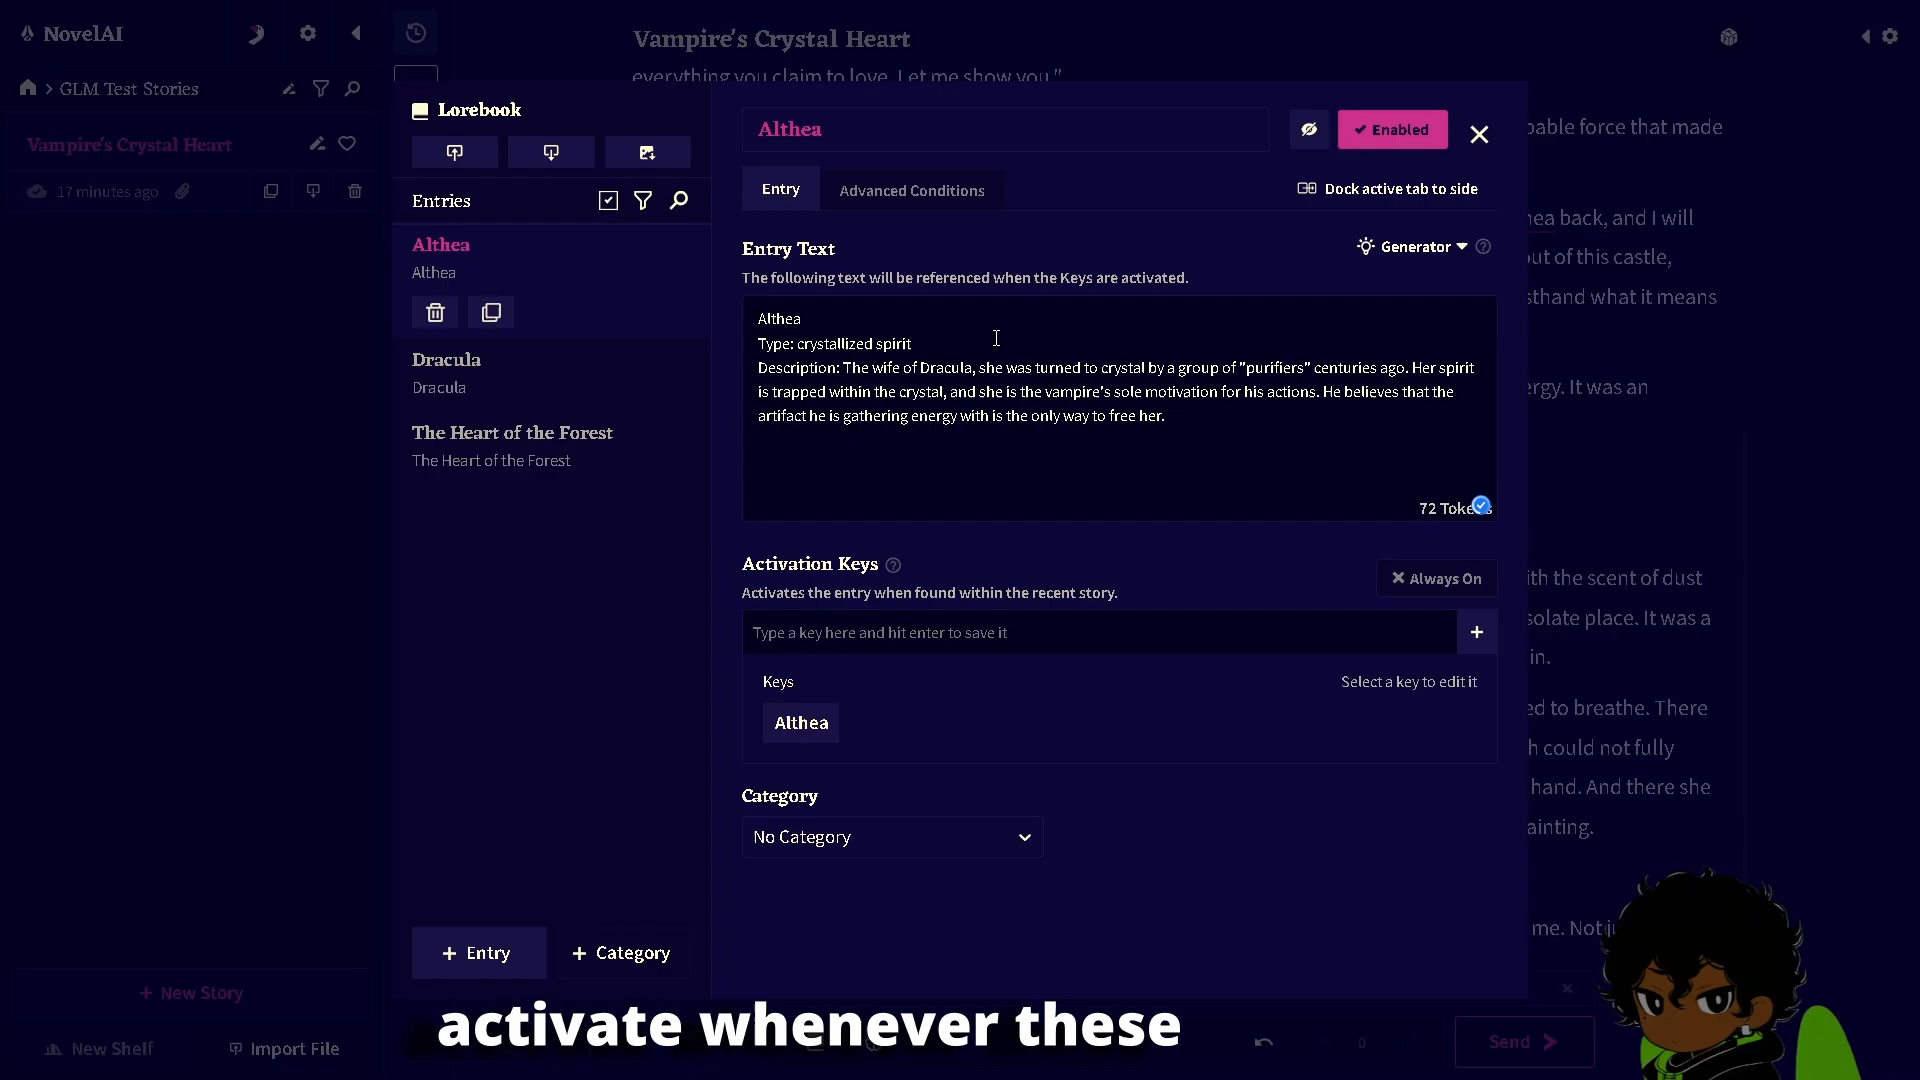 NovelAI
Vampire's Crystal Heart
everything you claim to love. Let me show you."
GLM Test Stories
Vampire's Crystal Heart
17 minutes ago
Lorebook
Entries
Althea
Althea
Dracula
Dracula
The Heart of the Forest
The Heart of the Forest
+ Entry
+ Category
+ New Story
New Shelf
Import File
Althea
Enabled
Entry
Advanced Conditions
Dock active tab to side
Entry Text
Generator
The following text will be referenced when the Keys are activated.
Althea
Type: crystallized spirit
Description: The wife of Dracula, she was turned to crystal by a group of "purifiers" centuries ago. Her spirit
is trapped within the crystal, and she is the vampire's sole motivation for his actions. He believes that the
artifact he is gathering energy with is the only way to free her.
72
Activation Keys
Always On
Activates the entry when found within the recent story.
Type a key here and hit enter to save it
Keys
Select a key to edit it
Althea
Category
No Category
force that made
back, and I will
of this castle,
what it means
It was an
the scent of dust
place. It was a
in.
to breathe. There
could not fully
hand. And there she
me. Not
Send
activate whenever these